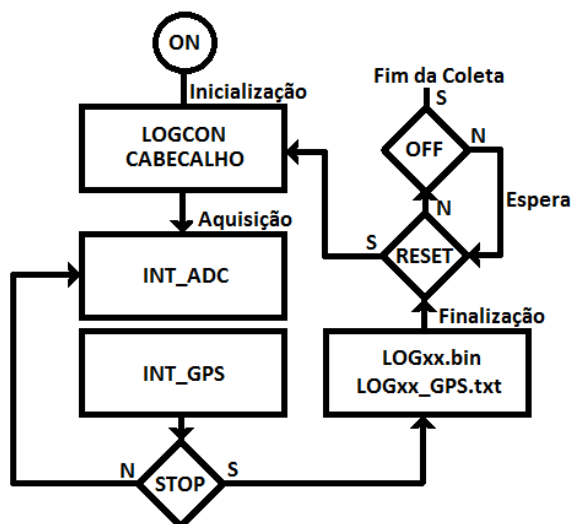 ON
Inicialização
LOGCON
CABECALHO
Aquisição
INT_ADC
INT_GPS
STOP
N
S
LOGxx.bin
LOGxx_GPS.txt
Finalização
RESET
S
N
OFF
N
Espera
S
Fim da Coleta